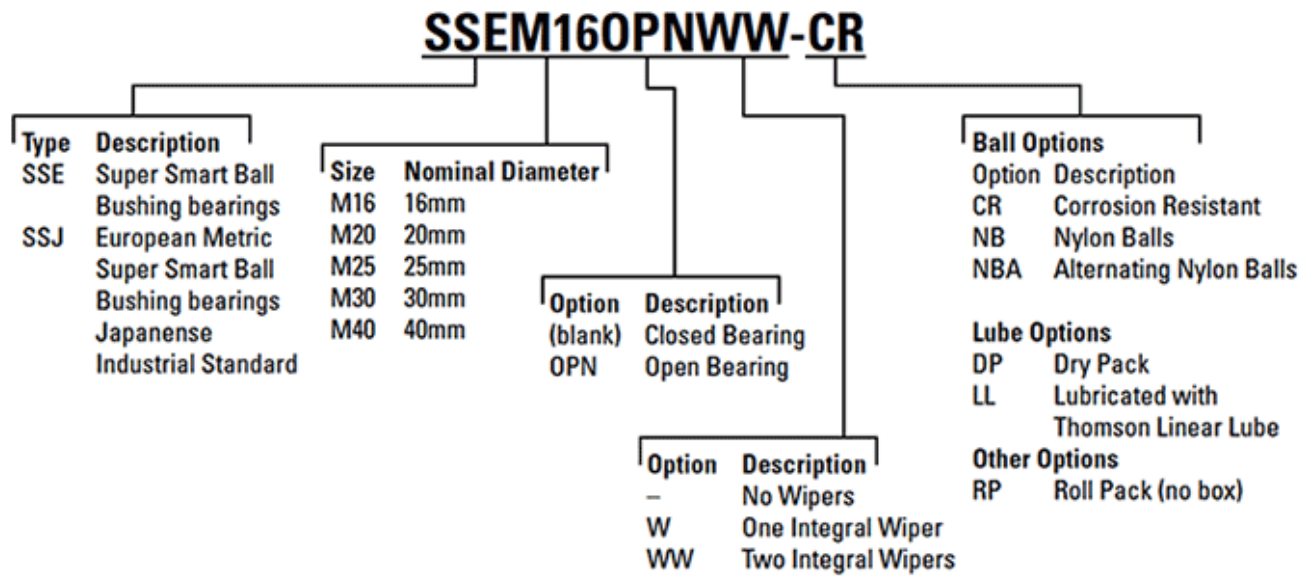 SSEM16OPNWW-CR
Type Description
SSE Super Smart Ball
Bushing bearings
SSJ European Metric
Super Smart Ball
Bushing bearings
Japanense
Industrial Standard
Size Nominal Diameter
M16 16mm
M20 20mm
M25 25mm
M30 30mm
M40 40mm
Option Description
(blank) Closed Bearing
OPN Open Bearing
Option Description
– No Wipers
W One Integral Wiper
WW Two Integral Wipers
Ball Options
Option Description
CR Corrosion Resistant
NB Nylon Balls
NBA Alternating Nylon Balls
Lube Options
DP Dry Pack
LL Lubricated with
Thomson Linear Lube
Other Options
RP Roll Pack (no box)